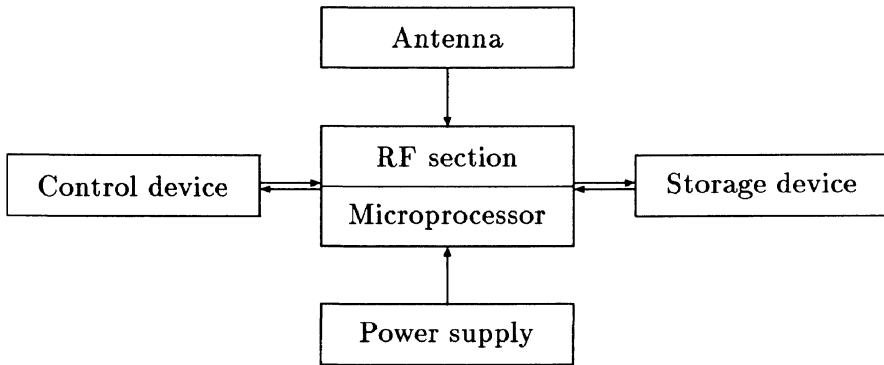 Antenna
RF section
Control device
Storage device
Microprocessor
Power supply